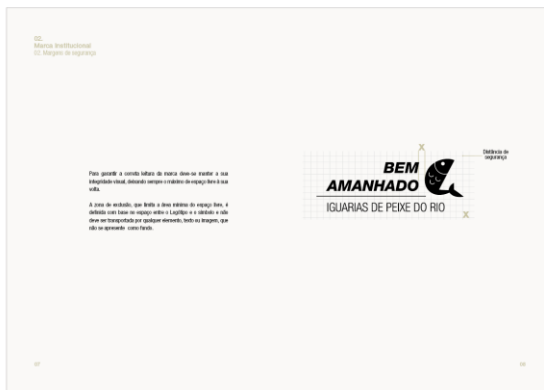 02.
Marca Institucional
03. Margens de segurança
Para garantir a correta leitura da marca deve-se manter a sua
integridade visual, deixando sempre o máximo de espaço livre à sua
volta.
A zona de exclusão, que limita a área mínima do espaço livre, é
definida com base no espaço entre o Logótipo e o símbolo e não
deve ser transportada por qualquer elemento, texto ou imagem, que
não se apresente como fundo.
X
Distância de
segurança
BEM
AMANHADO
IGUARIAS DE PEIXE DO RIO
X